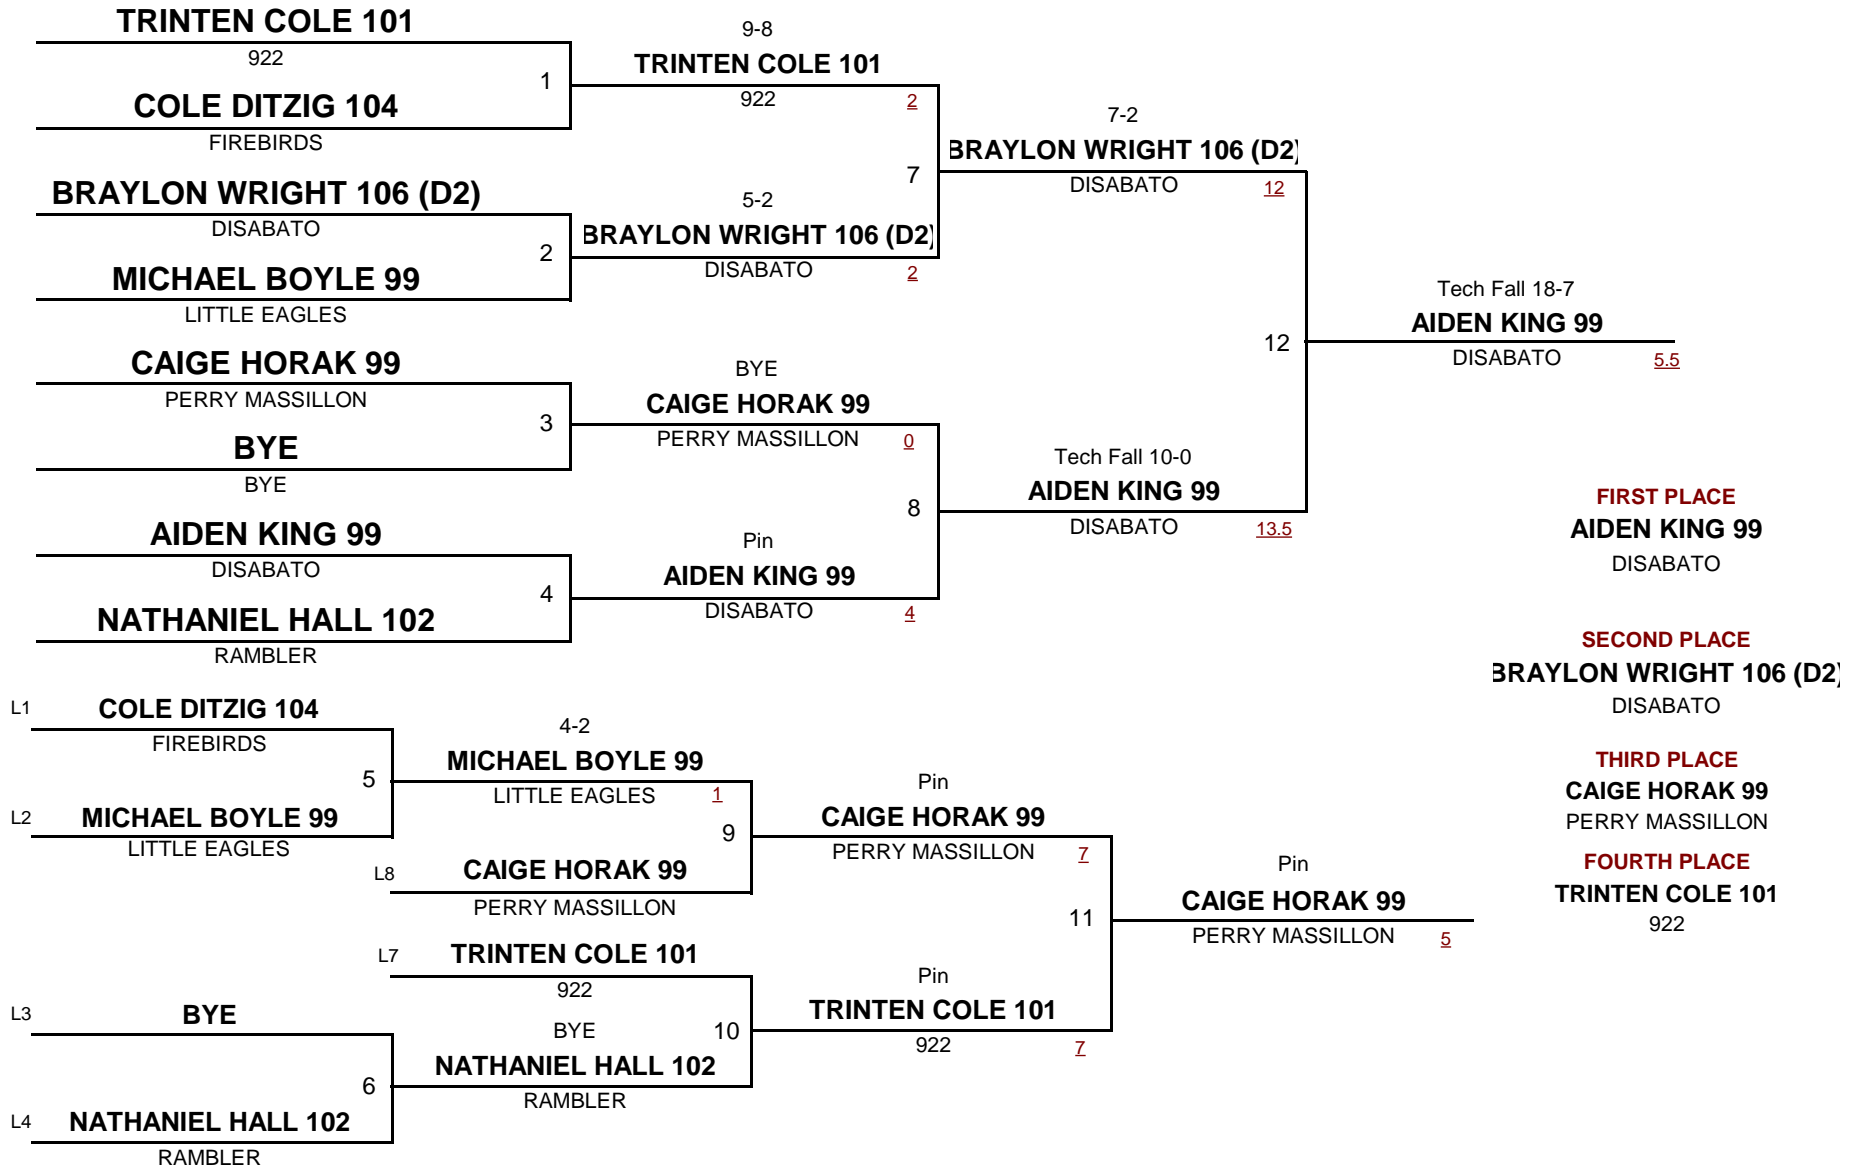 TRINTEN COLE 101
922
1
COLE DITZIG 104
FIREBIRDS
BRAYLON WRIGHT 106 (D2)
DISABATO
2
MICHAEL BOYLE 99
LITTLE EAGLES
CAIGE HORAK 99
PERRY MASSILLON
3
BYE
BYE
AIDEN KING 99
DISABATO
4
NATHANIEL HALL 102
RAMBLER
9-8
TRINTEN COLE 101
922 2
7
5-2
BRAYLON WRIGHT 106 (D2)
DISABATO 2
BYE
CAIGE HORAK 99
PERRY MASSILLON 0
8
Pin
AIDEN KING 99
DISABATO 4
7-2
BRAYLON WRIGHT 106 (D2)
DISABATO 12
12
Tech Fall 10-0
AIDEN KING 99
DISABATO 13.5
Tech Fall 18-7
AIDEN KING 99
DISABATO 5.5
FIRST PLACE
AIDEN KING 99
DISABATO
SECOND PLACE
BRAYLON WRIGHT 106 (D2)
DISABATO
THIRD PLACE
CAIGE HORAK 99
PERRY MASSILLON
FOURTH PLACE
TRINTEN COLE 101
922
L1 COLE DITZIG 104
FIREBIRDS
5
L2 MICHAEL BOYLE 99
LITTLE EAGLES
L3 BYE
6
L4 NATHANIEL HALL 102
RAMBLER
4-2
MICHAEL BOYLE 99
LITTLE EAGLES 1
9
L8 CAIGE HORAK 99
PERRY MASSILLON
L7 TRINTEN COLE 101
922
BYE 10
NATHANIEL HALL 102
RAMBLER
Pin
CAIGE HORAK 99
PERRY MASSILLON 7
11
Pin
TRINTEN COLE 101
922 7
Pin
CAIGE HORAK 99
PERRY MASSILLON 5